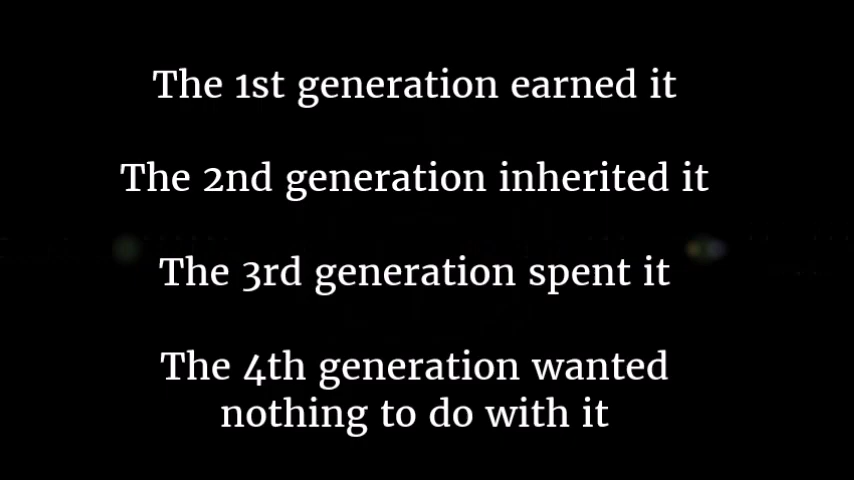 The 1st generation earned it
The 2nd generation inherited it
The 3rd generation spent it
The 4th generation wanted
nothing to do with it